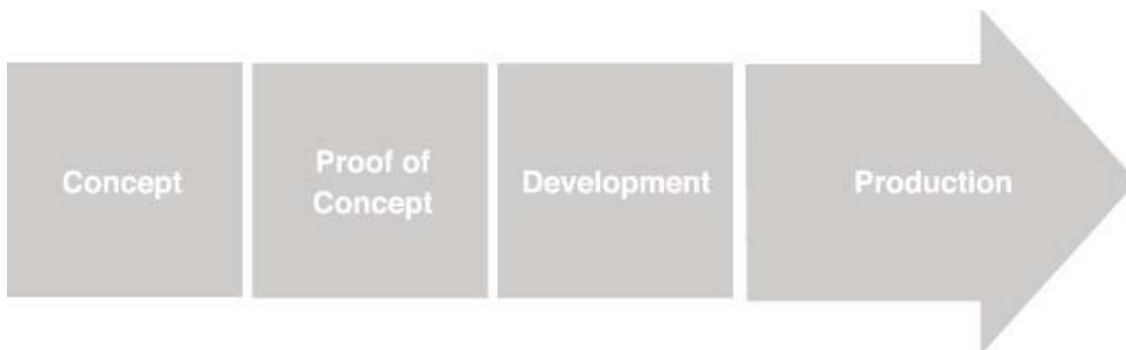 Concept
Proof of
Concept
Development
Production